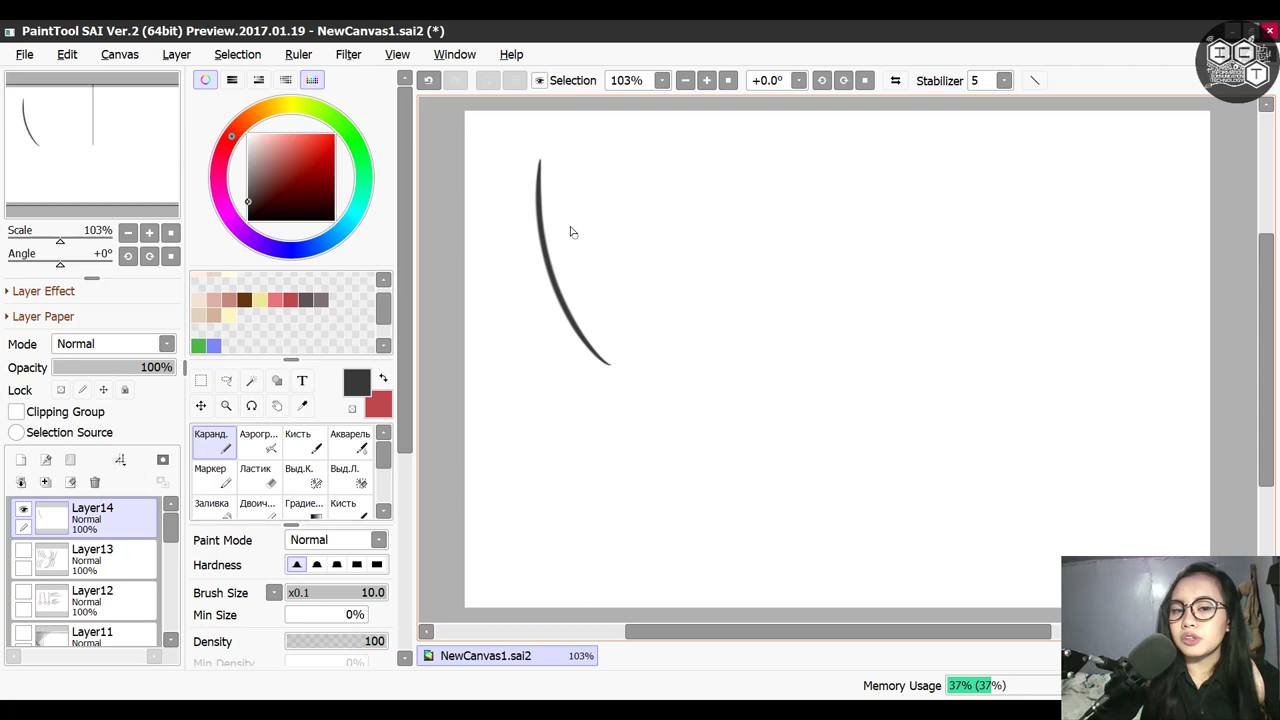 PaintTool SAI Ver.2 (64bit) Preview.2017.01.19 - NewCanvas1.sai2 (*)
File Edit Canvas Layer Selection Ruler Filter View Window Help
ICT
Selection 103% +0.0° Stabilizer 5
Scale 103%
Angle +0°
Layer Effect
Layer Paper
Mode Normal
Opacity 100%
Lock
Clipping Group
Selection Source
T
Каранд. Аэрогр... Кисть Акварель
Маркер Ластик Выд.К. Выд.Л.
Заливка Двоич... Градие... Кисть
Layer14
Normal
100%
Layer13
Normal
100%
Layer12
Normal
100%
Layer11
Normal
Paint Mode Normal
Hardness
Brush Size x0.1 10.0
Min Size 0%
Density 100
Min Density 0%
NewCanvas1.sai2 103%
Memory Usage 37% (37%)